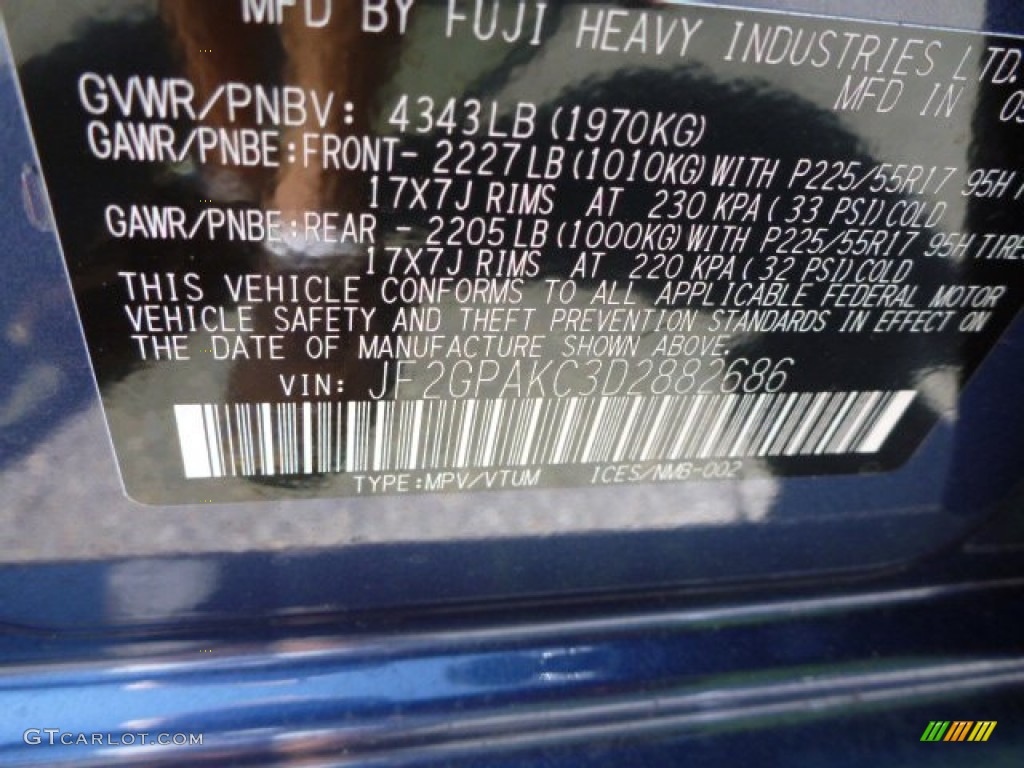 MFD BY FUJI HEAVY INDUSTRIES LTD.
MFD IN 09
GVWR/PNBV: 4343LB (1970KG)
GAWR/PNBE:FRONT- 2227LB(1010KG)WITH P225/55R17 95H
17X7J RIMS AT 230 KPA( 33 PSI)COLD
GAWR/PNBE:REAR - 2205LB(1000KG)WITH P225/55R17 95H TIRES
17X7J RIMS AT 220 KPA( 32 PSI)COLD
THIS VEHICLE CONFORMS TO ALL APPLICABLE FEDERAL MOTOR
VEHICLE SAFETY AND THEFT PREVENTION STANDARDS IN EFFECT ON
THE DATE OF MANUFACTURE SHOWN ABOVE.
VIN: JF2GPAKC3D2882686
TYPE:MPV/VTUM ICES/NMB-002
GTCARLOT.COM